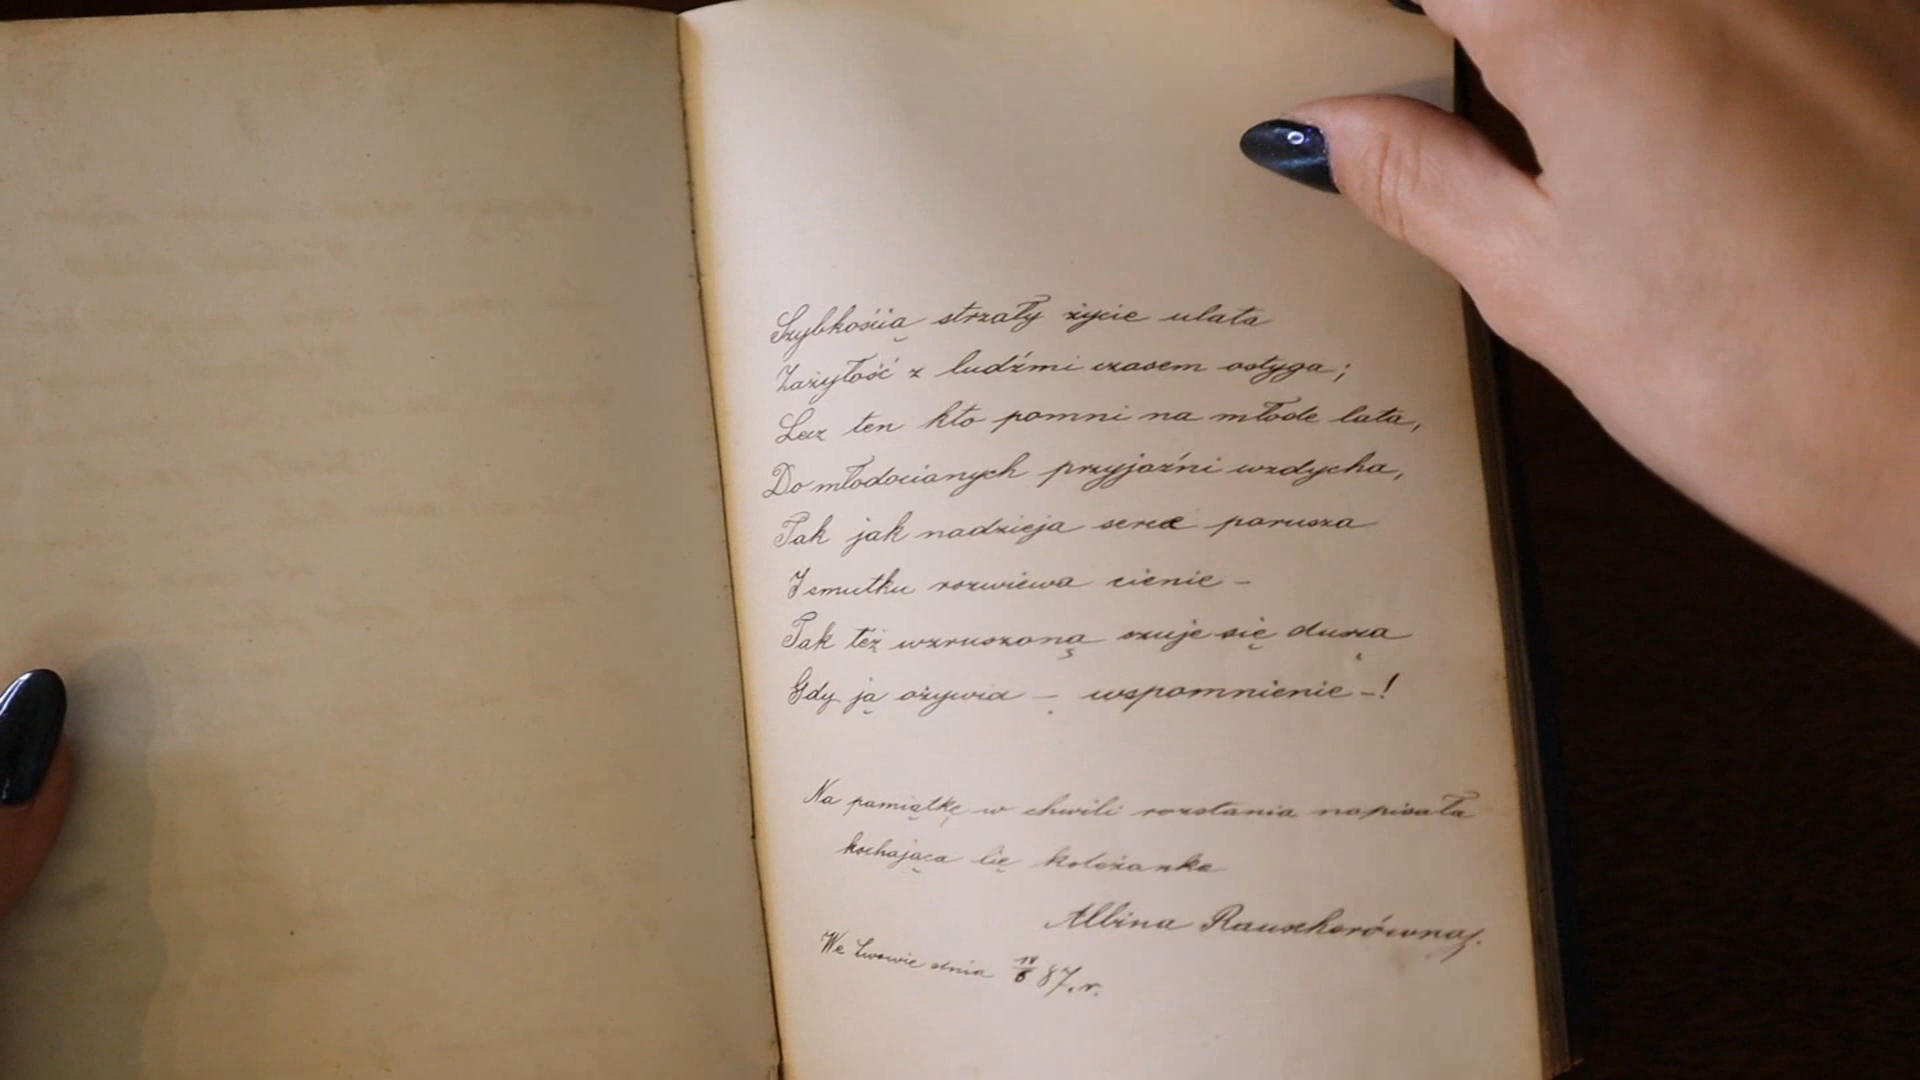 Szybkością strzały życie ulata
Zażyłość z ludźmi czasem ostyga;
Lecz ten kto pomni na młode lata,
Do młodocianych przyjaźni wzdycha,
Tak jak nadzieja serce porusza
I smutku rozwiewa cienie –
Tak też wzruszoną czuje się dusza
Gdy ją ożywia – wspomnienie –!
Na pamiątkę w chwili rozstania napisała
kochająca Cię koleżanka
Albina Rauscherówna
We Lwowie dnia 87. r.